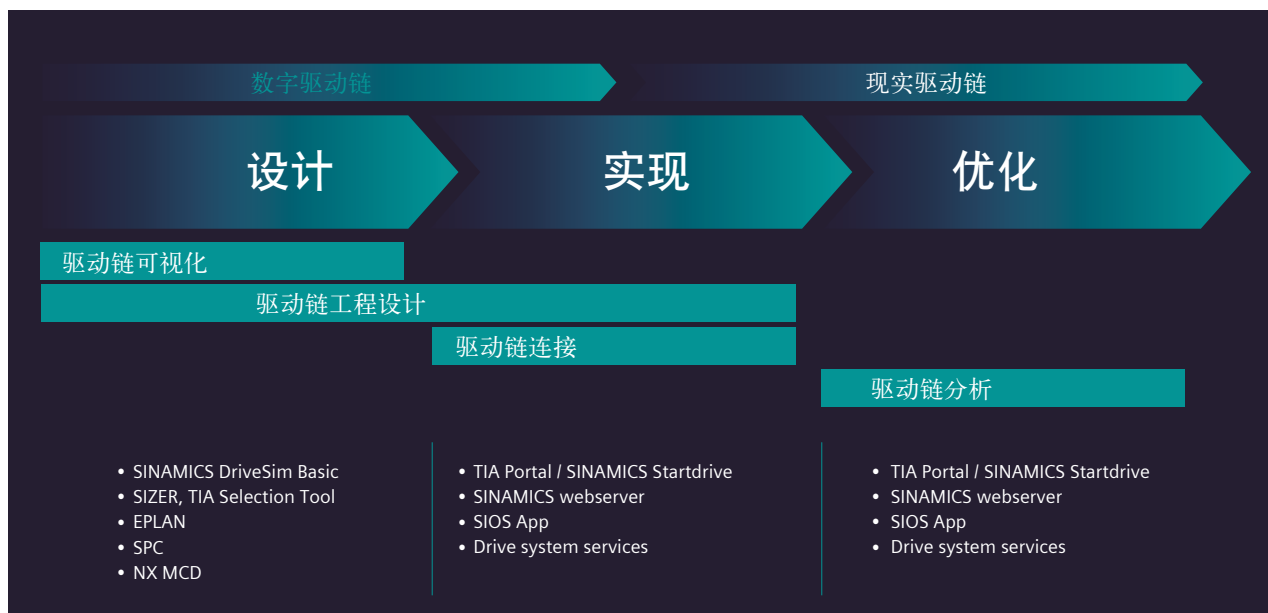 数字驱动链
现实驱动链
设计
实现
优化
驱动链可视化
驱动链工程设计
驱动链连接
驱动链分析
• SINAMICS DriveSim Basic
• SIZER, TIA Selection Tool
• EPLAN
• SPC
• NX MCD
• TIA Portal / SINAMICS Startdrive
• SINAMICS webserver
• SIOS App
• Drive system services
• TIA Portal / SINAMICS Startdrive
• SINAMICS webserver
• SIOS App
• Drive system services